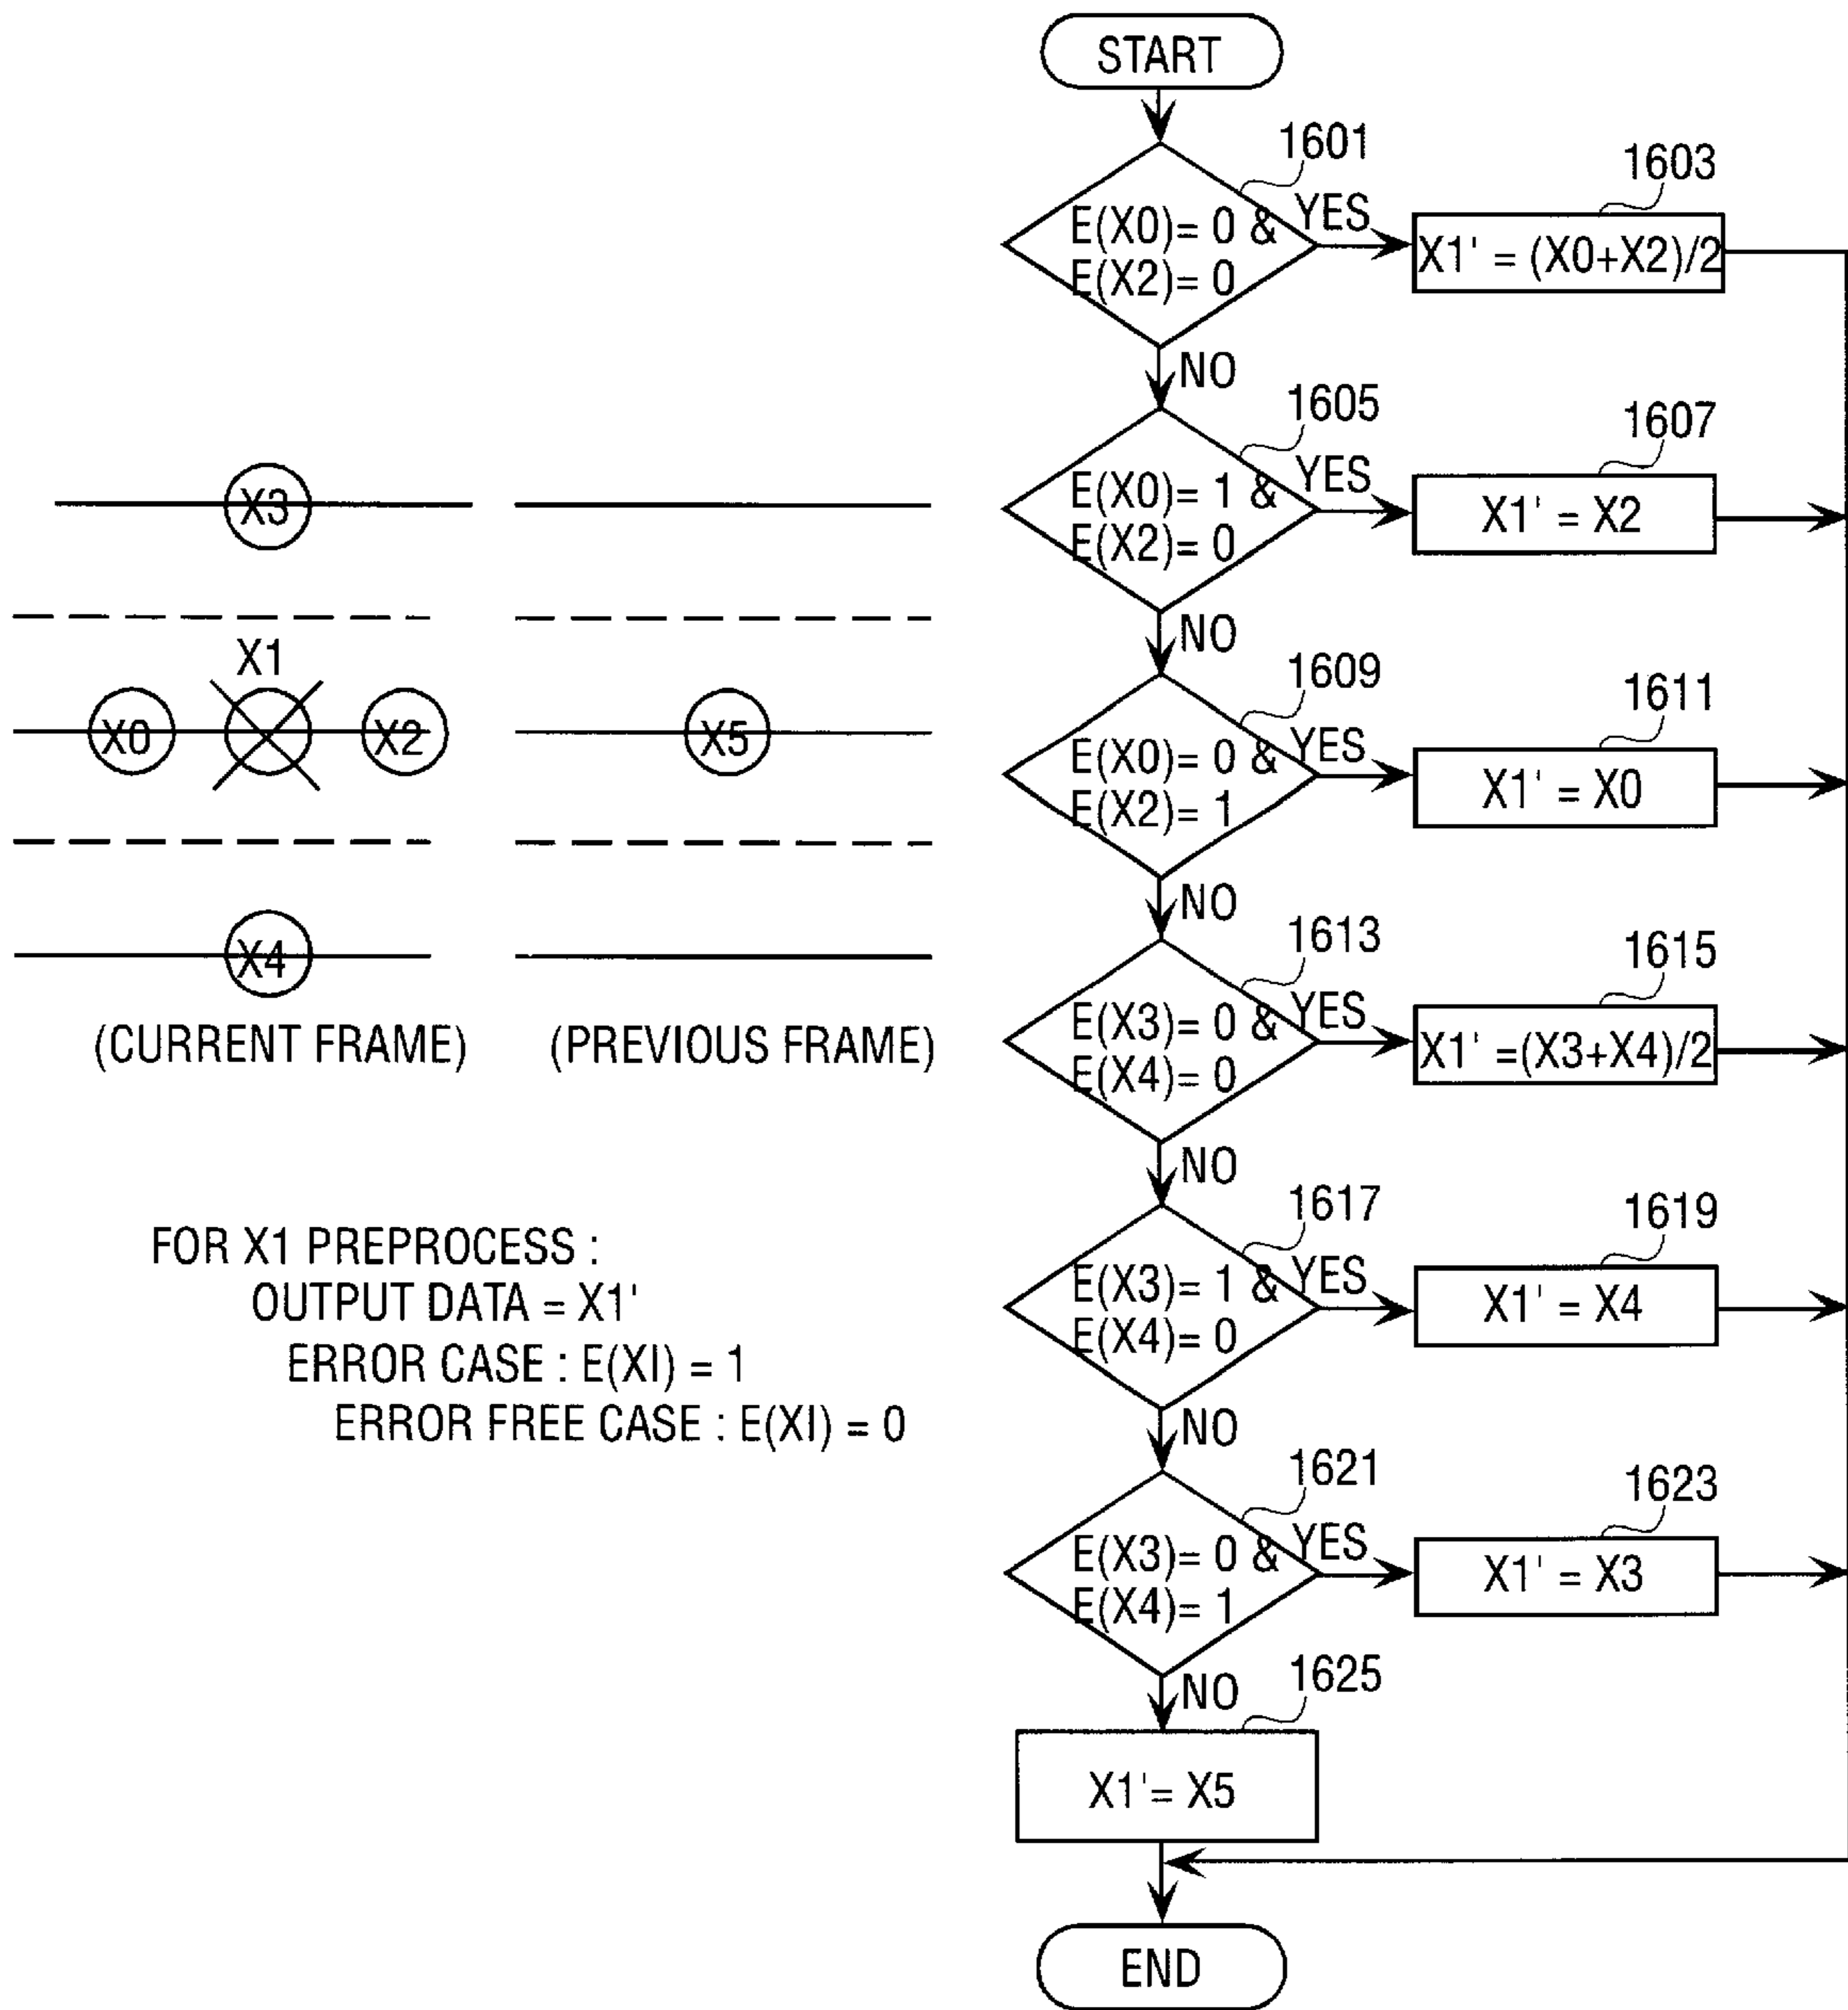 START
1601
E(X0)= 0 &
E(X2)= 0
YES
1603
X1' = (X0+X2)/2
NO
1605
E(X0)= 1 &
E(X2)= 0
YES
1607
X1' = X2
NO
1609
E(X0)= 0 &
E(X2)= 1
YES
1611
X1' = X0
NO
1613
E(X3)= 0 &
E(X4)= 0
YES
1615
X1' =(X3+X4)/2
NO
1617
E(X3)= 1 &
E(X4)= 0
YES
1619
X1' = X4
NO
1621
E(X3)= 0 &
E(X4)= 1
YES
1623
X1' = X3
NO
1625
X1'= X5
END
X3
X1
X0
X2
X5
X4
(CURRENT FRAME)
(PREVIOUS FRAME)
FOR X1 PREPROCESS :
OUTPUT DATA = X1'
ERROR CASE : E(XI) = 1
ERROR FREE CASE : E(XI) = 0